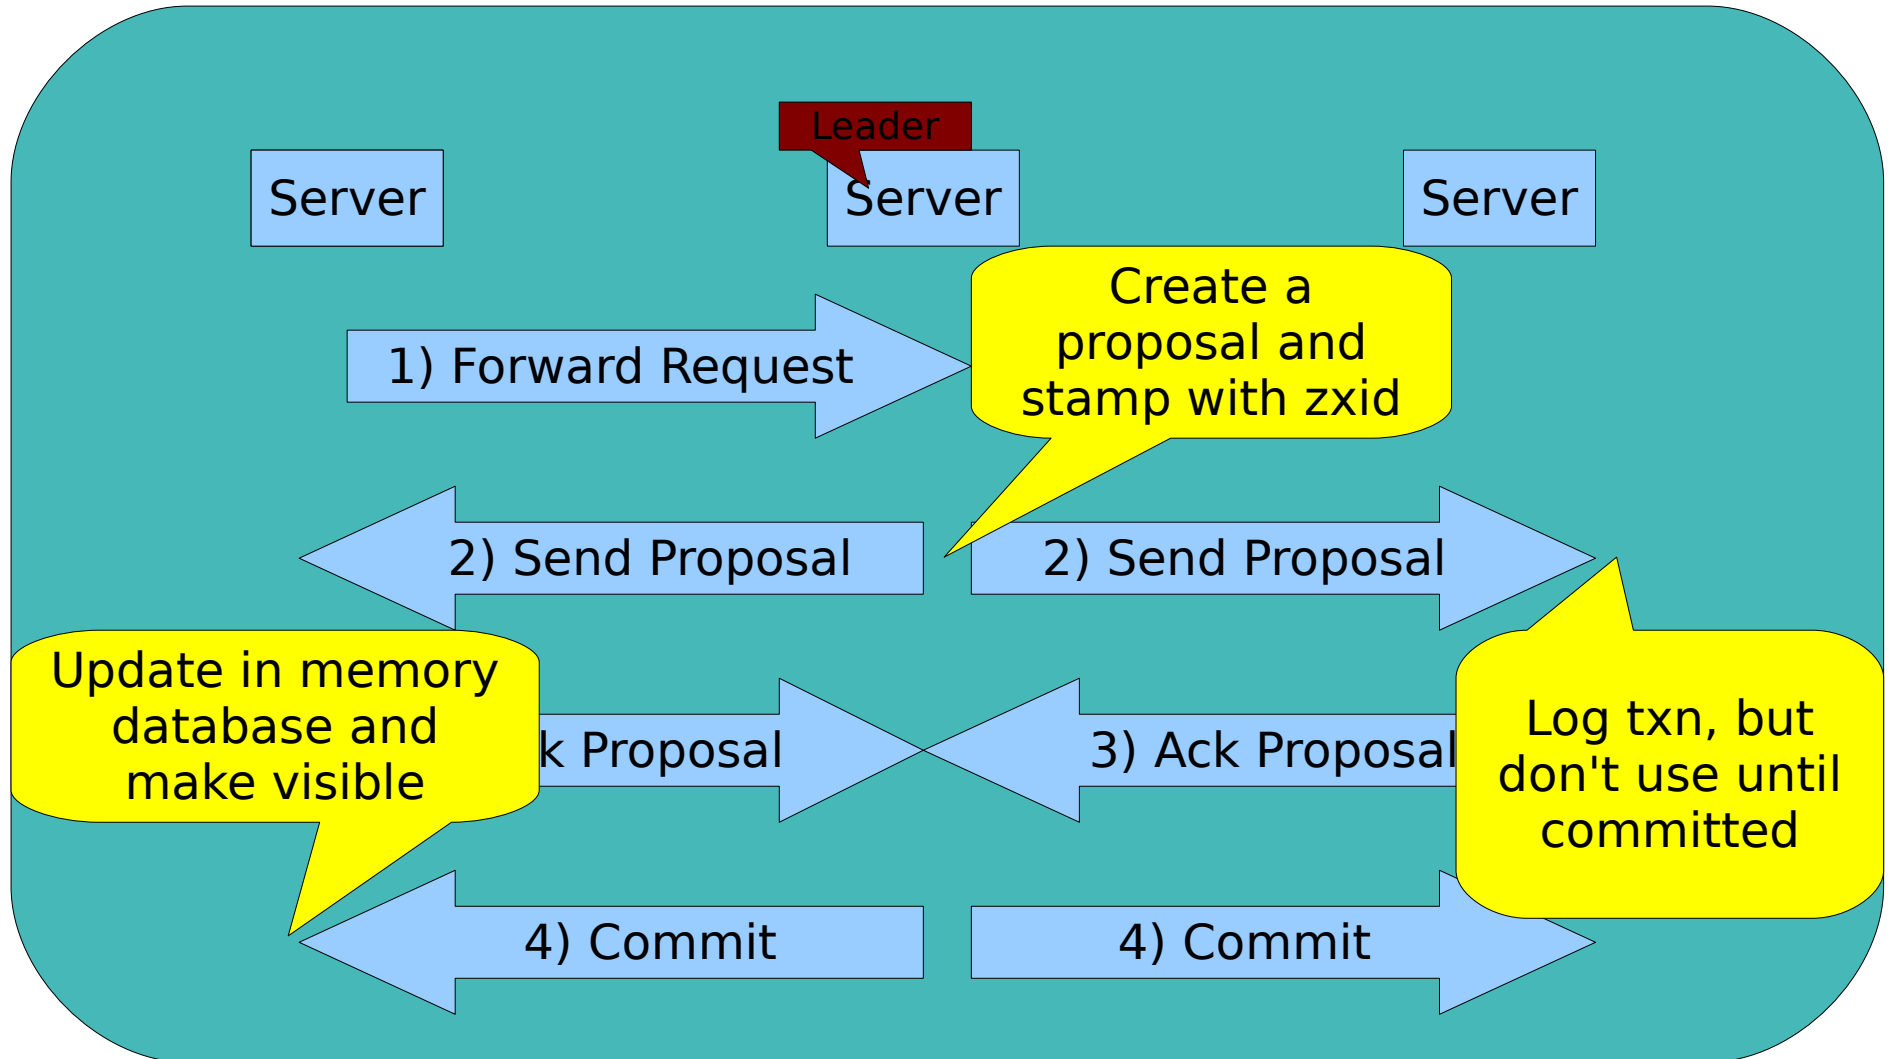 Leader
Server
Server
Server
Create a
proposal and
stamp with zxid
1) Forward Request
2) Send Proposal
2) Send Proposal
Update in memory
database and
make visible
k Proposal
3) Ack Proposal
Log txn, but
don't use until
committed
4) Commit
4) Commit